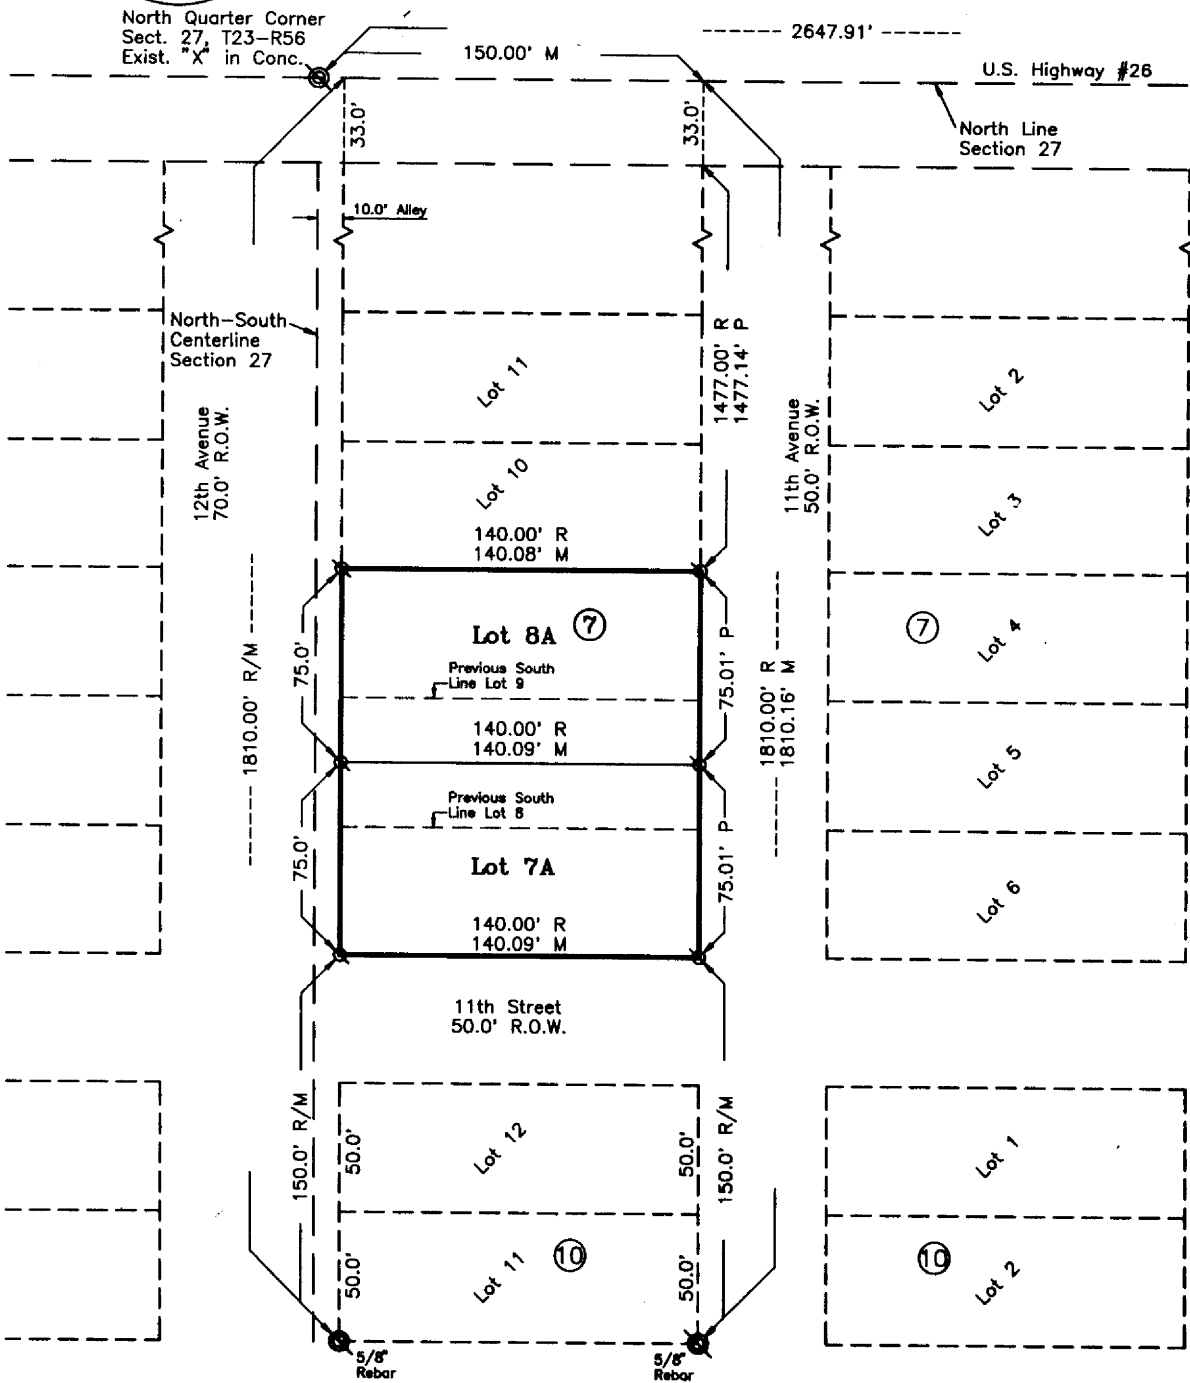 North Quarter Corner
Sect. 27, T23-R56
Exist. "X" in Conc.
2647.91'
150.00' M
U.S. Highway #26
33.0'
33.0'
North Line
Section 27
10.0' Alley
North-South
Centerline
Section 27
1477.00' R
1477.14' P
Lot 11
Lot 2
12th Avenue
70.0' R.O.W.
11th Avenue
50.0' R.O.W.
Lot 10
Lot 3
140.00' R
140.08' M
Lot 8A
7
7
Lot 4
75.0'
75.01' P
1810.00' R/M
1810.00' R
1810.16' M
Previous South
Line Lot 9
140.00' R
140.09' M
Lot 5
Previous South
Line Lot 8
75.0'
75.01' P
Lot 7A
Lot 6
140.00' R
140.09' M
11th Street
50.0' R.O.W.
150.0' R/M
50.0'
Lot 12
50.0'
150.0' R/M
Lot 1
50.0'
Lot 11
10
50.0'
10
Lot 2
5/8"
Rebar
5/8"
Rebar